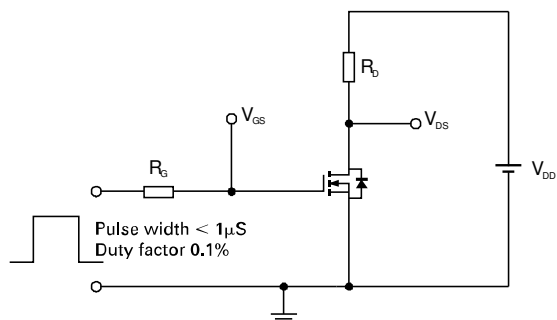 R_D
V_GS
V_DS
R_G
V_DD
Pulse width < 1μS
Duty factor 0.1%